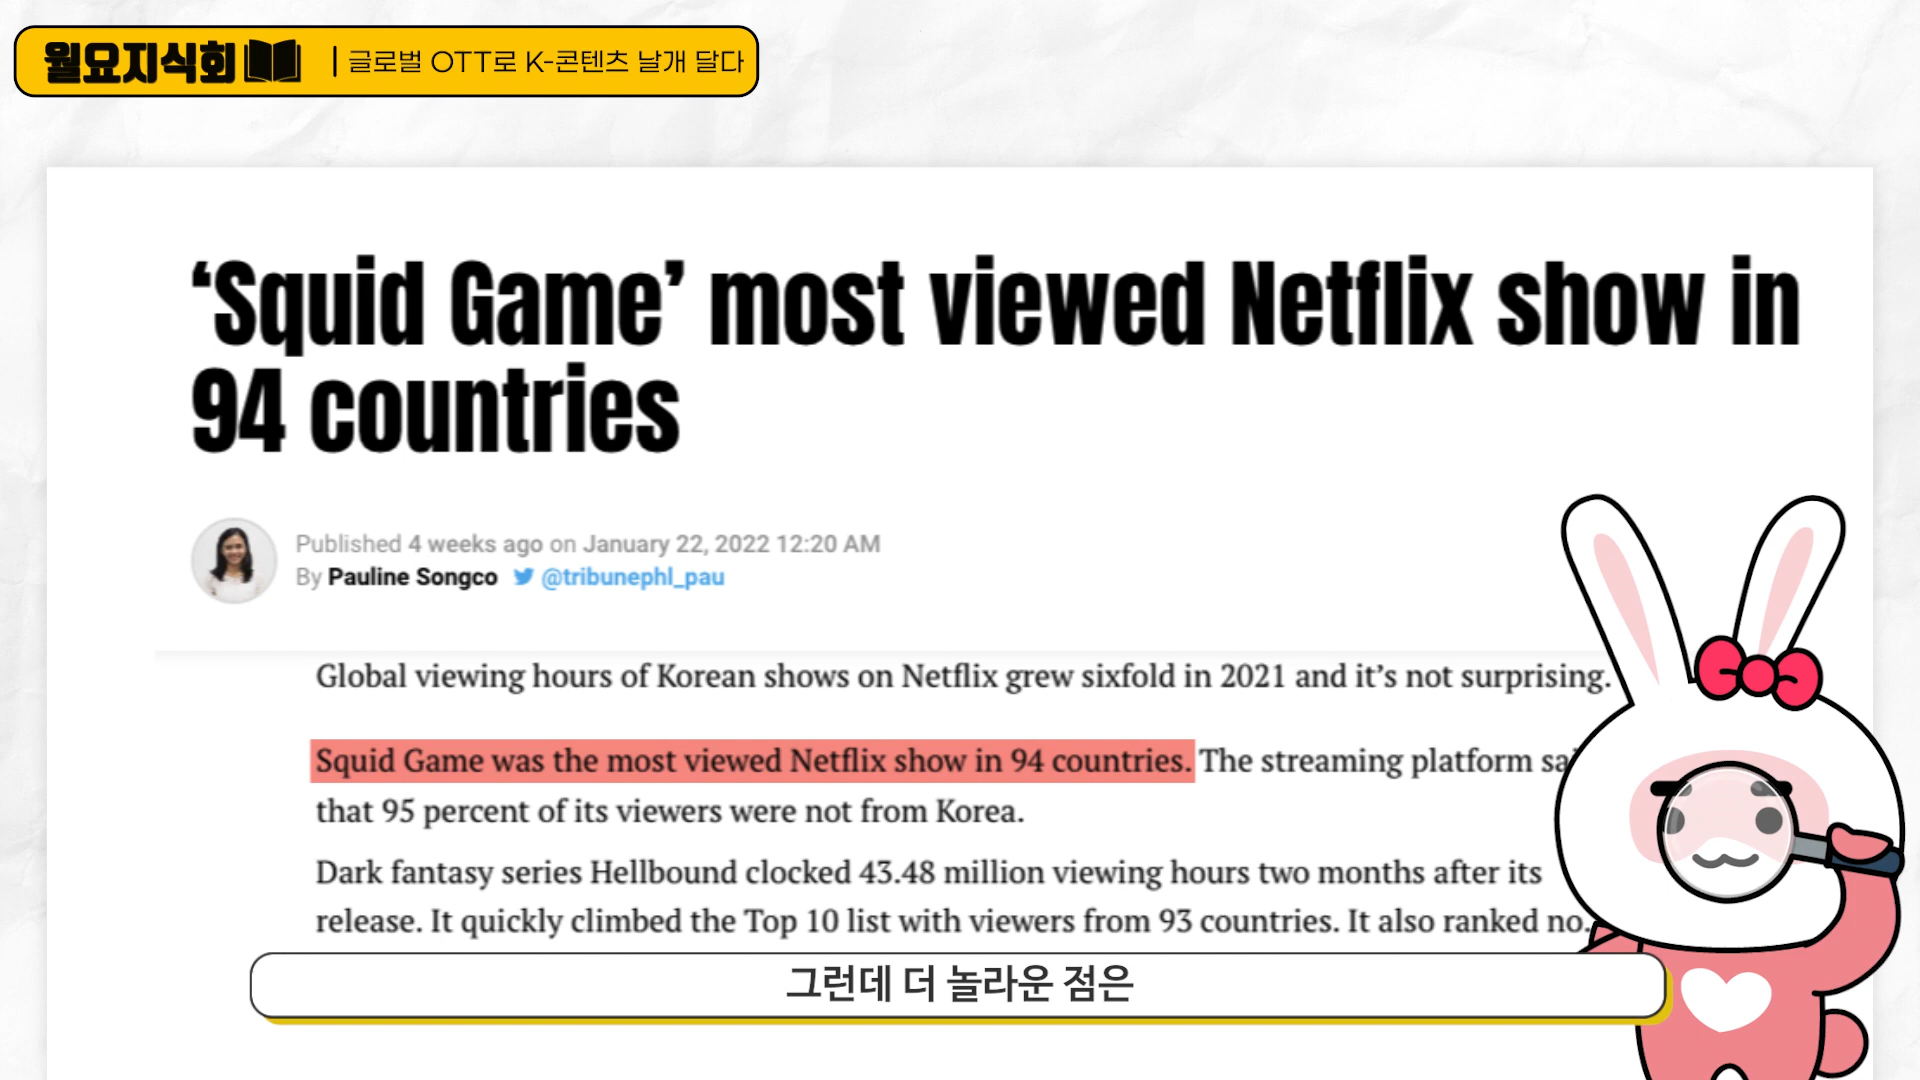 월요지식회 | 글로벌 OTT로 K-콘텐츠 날개 달다
‘Squid Game’ most viewed Netflix show in
94 countries
Published 4 weeks ago on January 22, 2022 12:20 AM
By Pauline Songco @tribunephl_pau
Global viewing hours of Korean shows on Netflix grew sixfold in 2021 and it’s not surprising.
Squid Game was the most viewed Netflix show in 94 countries. The streaming platform sa
that 95 percent of its viewers were not from Korea.
Dark fantasy series Hellbound clocked 43.48 million viewing hours two months after its
release. It quickly climbed the Top 10 list with viewers from 93 countries. It also ranked no.
그런데 더 놀라운 점은